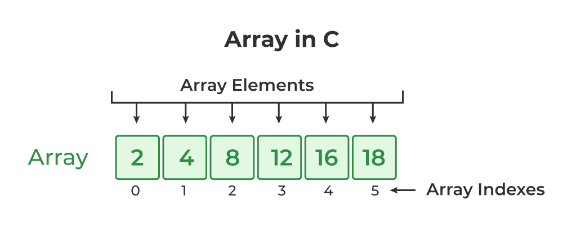 Array in C
Array Elements
Array 2 4 8 12 16 18
0 1 2 3 4 5 Array Indexes